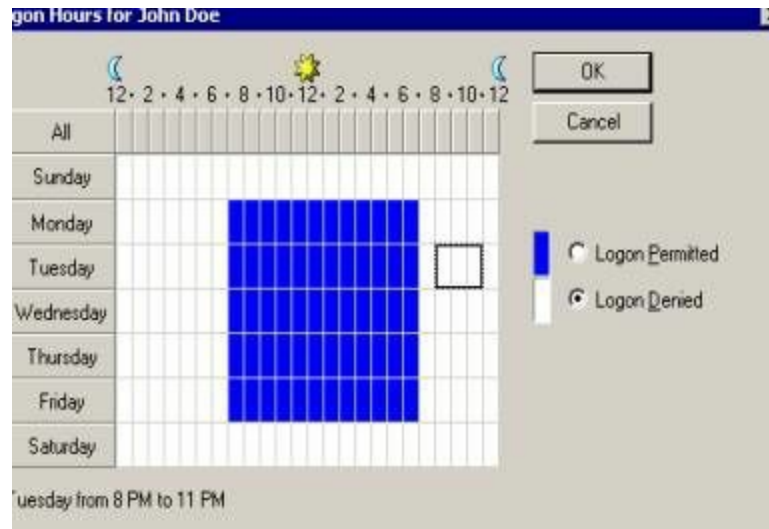 gon Hours for John Doe
OK
12 · 2 · 4 · 6 · 8 · 10 · 12 · 2 · 4 · 6 · 8 · 10 · 12
Cancel
All
Sunday
Monday
Logon Permitted
Tuesday
Logon Denied
Wednesday
Thursday
Friday
Saturday
Tuesday from 8 PM to 11 PM